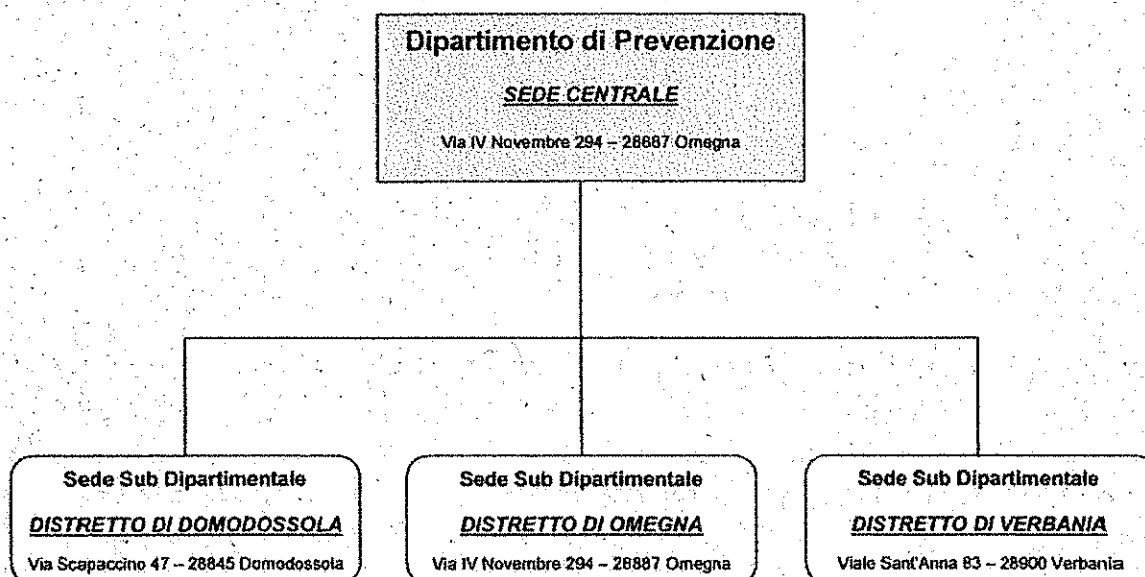 Dipartimento di Prevenzione
SEDE CENTRALE
Via IV Novembre 294 – 28887 Omegna
Sede Sub Dipartimentale
DISTRETTO DI DOMODOSSOLA
Via Scapaccino 47 – 28845 Domodossola
Sede Sub Dipartimentale
DISTRETTO DI OMEGNA
Via IV Novembre 294 – 28887 Omegna
Sede Sub Dipartimentale
DISTRETTO DI VERBANIA
Viale Sant'Anna 83 – 28900 Verbania